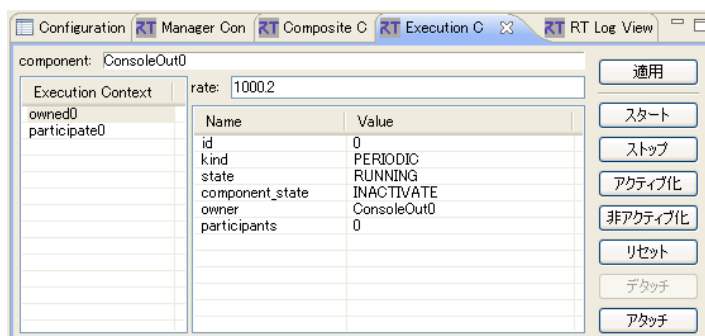 Configuration RT Manager Con RT Composite C RT Execution C RT RT Log View
component: ConsoleOut0
適用
Execution Context
rate: 1000.2
owned0
participate0
Name Value
id 0
kind PERIODIC
state RUNNING
component_state INACTIVATE
owner ConsoleOut0
participants 0
スタート
ストップ
アクティブ化
非アクティブ化
リセット
デタッチ
アタッチ